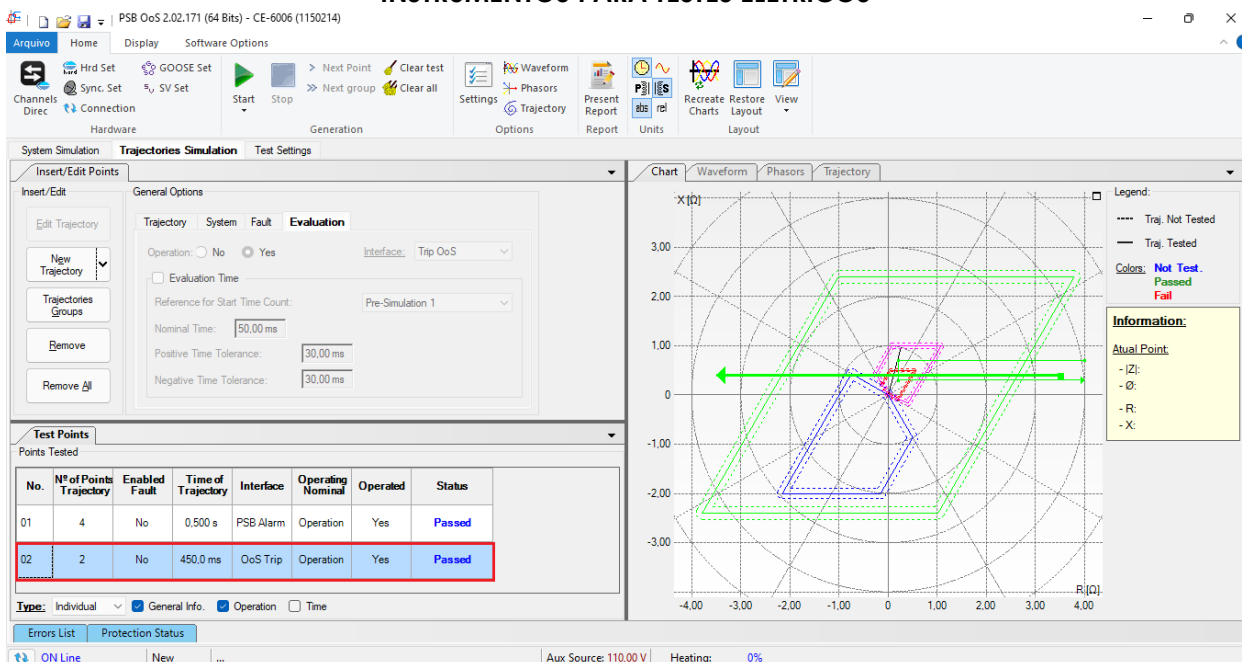 INSTRUMENTOS PARA TESTES ELÉTRICOS
PSB OoS 2.02.171 (64 Bits) - CE-6006 (1150214)
Arquivo Home Display Software Options
Hrd Set GOOSE Set
Sync. Set SV Set
Connection
Channels Direc
Hardware
Start Stop
Next Point Clear test
Next group Clear all
Generation
Settings
Waveform
Phasors
Trajectory
Options
Present Report
Report
abs rel
Units
Recreate Charts
Restore Layout
View
Layout
System Simulation Trajectories Simulation Test Settings
Insert/Edit Points
Insert/Edit
Edit Trajectory
New Trajectory
Trajectories Groups
Remove
Remove All
General Options
Trajectory System Fault Evaluation
Operation: No Yes Interface: Trip OoS
Evaluation Time
Reference for Start Time Count: Pre-Simulation 1
Nominal Time: 50,00 ms
Positive Time Tolerance: 30,00 ms
Negative Time Tolerance: 30,00 ms
Test Points
Points Tested
No. Nº of Points Trajectory Enabled Fault Time of Trajectory Interface Operating Nominal Operated Status
01 4 No 0,500 s PSB Alarm Operation Yes Passed
02 2 No 450,0 ms OoS Trip Operation Yes Passed
Type: Individual General Info. Operation Time
Chart Waveform Phasors Trajectory
X [Ω]
3,00
2,00
1,00
0
-1,00
-2,00
-3,00
R [Ω]
-4,00 -3,00 -2,00 -1,00 0 1,00 2,00 3,00 4,00
Legend:
Traj. Not Tested
Traj. Tested
Colors: Not Test.
Passed
Fail
Information:
Atual Point:
- |Z|:
- Ø:
- R:
- X:
Errors List Protection Status
ON Line New ... Aux Source: 110.00 V Heating: 0%